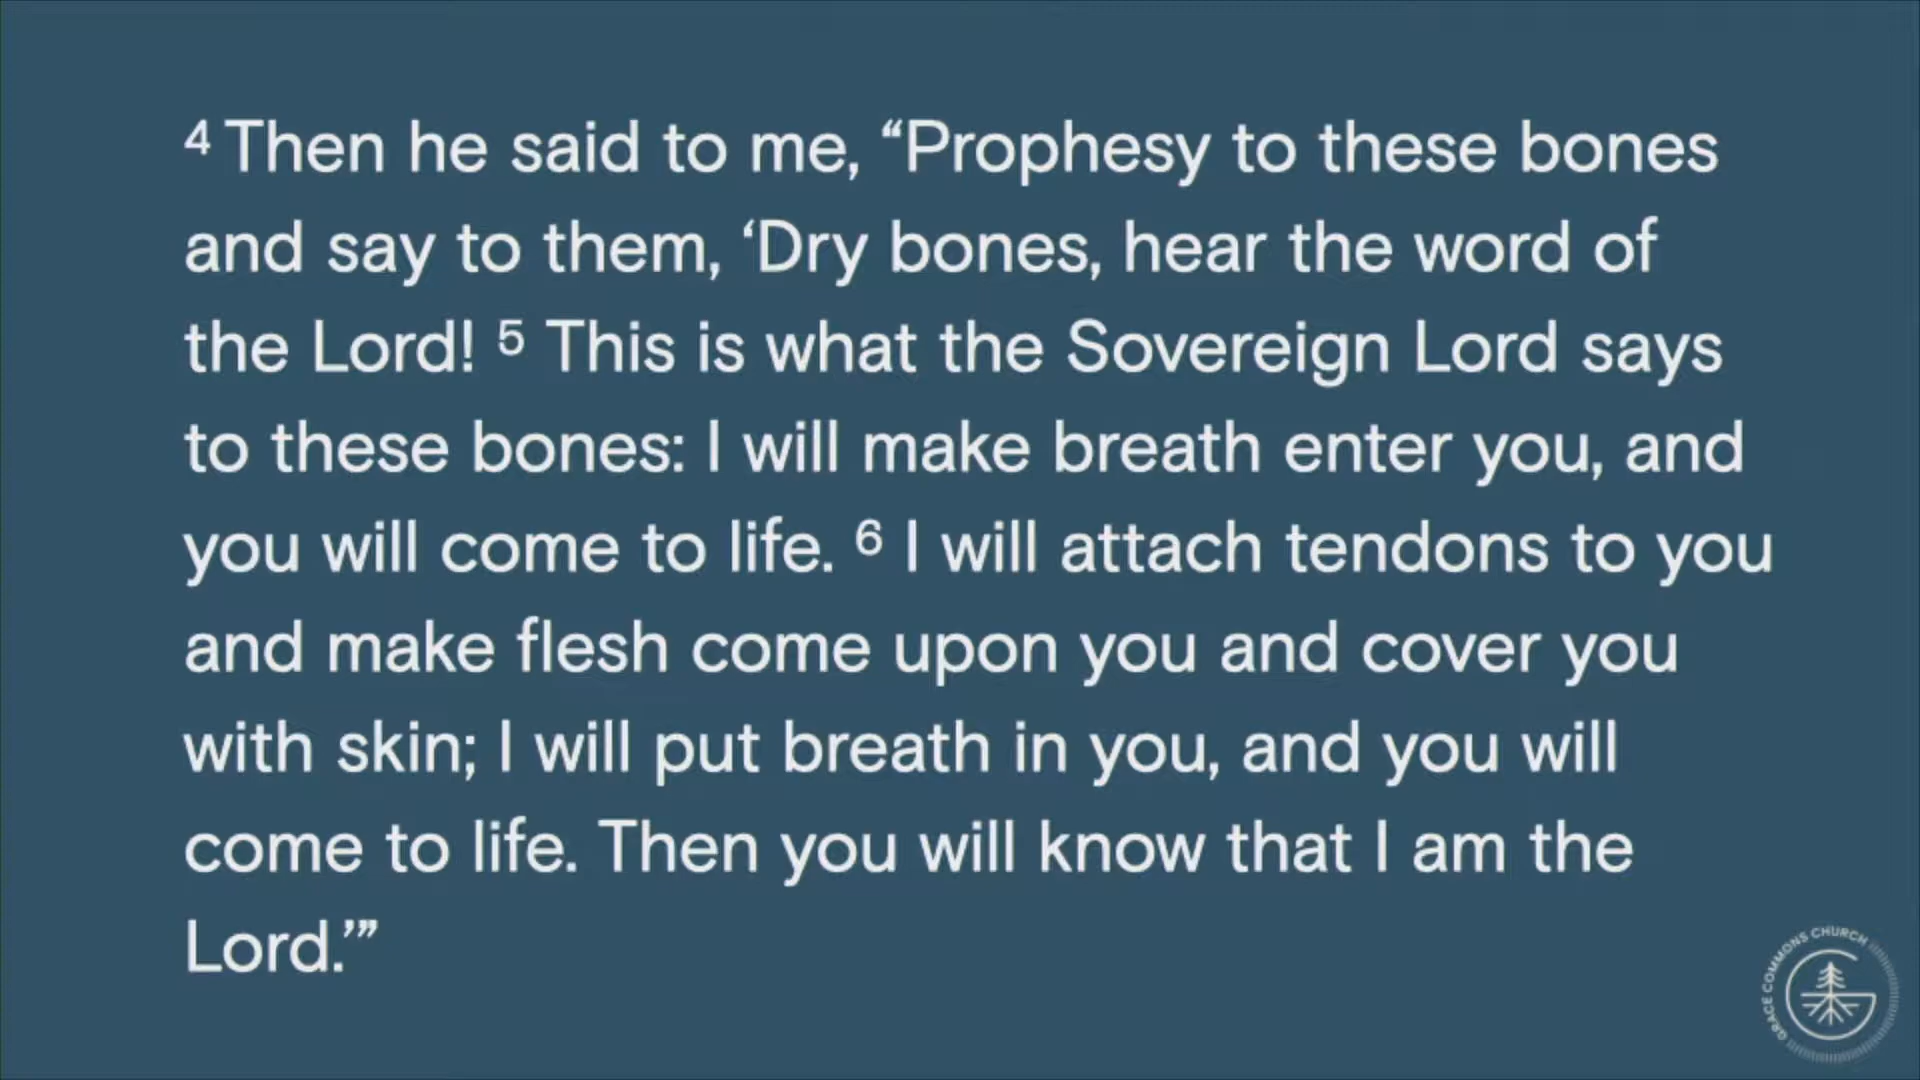 4 Then he said to me, “Prophesy to these bones
and say to them, ‘Dry bones, hear the word of
the Lord! 5 This is what the Sovereign Lord says
to these bones: I will make breath enter you, and
you will come to life. 6 I will attach tendons to you
and make flesh come upon you and cover you
with skin; I will put breath in you, and you will
come to life. Then you will know that I am the
Lord.’”
GRACE COMMONS CHURCH